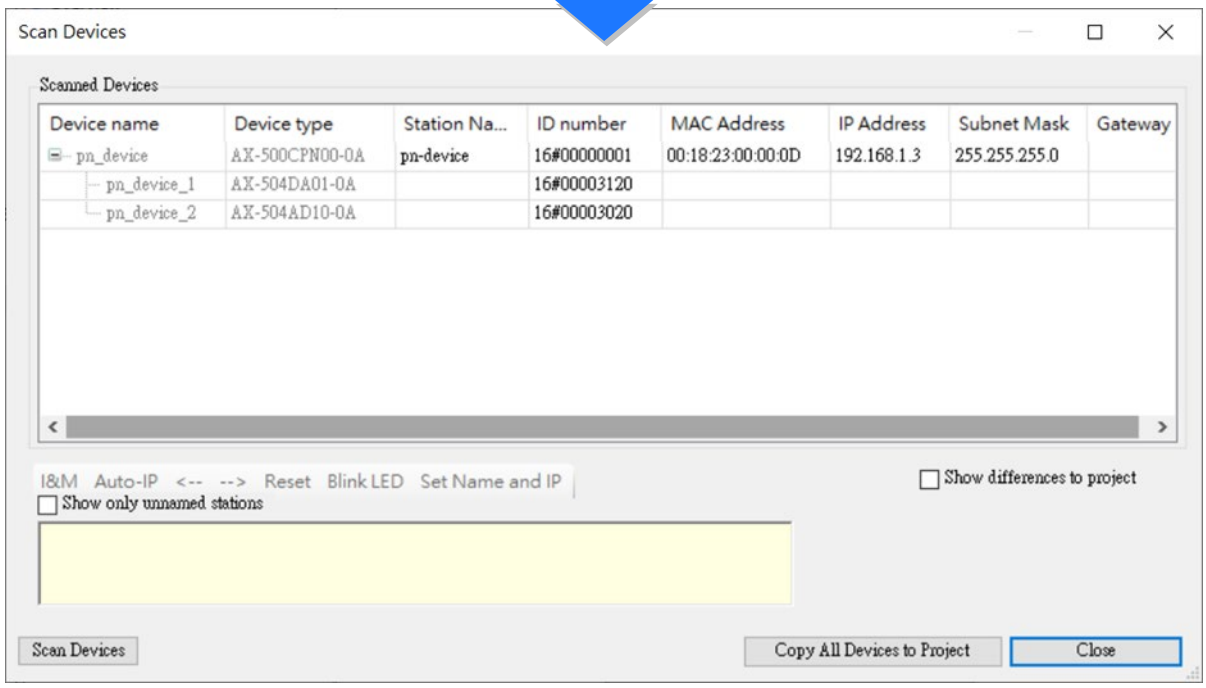 Scan Devices
Scanned Devices
Device name Device type Station Na... ID number MAC Address IP Address Subnet Mask Gateway
pn_device AX-500CPN00-0A pn-device 16#00000001 00:18:23:00:00:0D 192.168.1.3 255.255.255.0
pn_device_1 AX-504DA01-0A 16#00003120
pn_device_2 AX-504AD10-0A 16#00003020
I&M Auto-IP <-- --> Reset Blink LED Set Name and IP
Show differences to project
Show only unnamed stations
Scan Devices Copy All Devices to Project Close